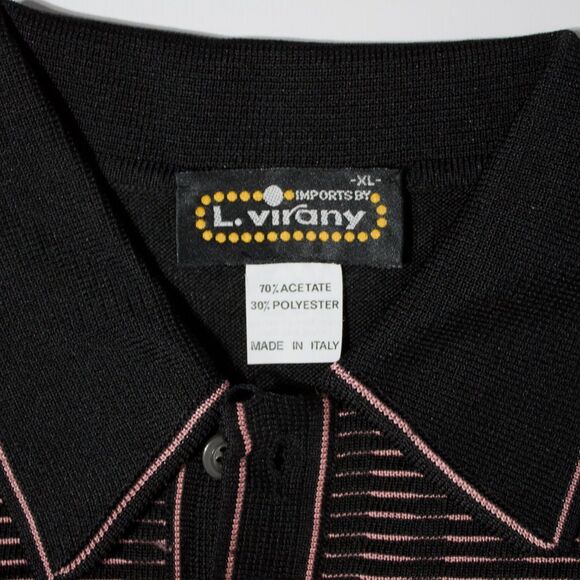 -XL-
IMPORTS BY
L. virany
70% ACETATE
30% POLYESTER
MADE IN ITALY